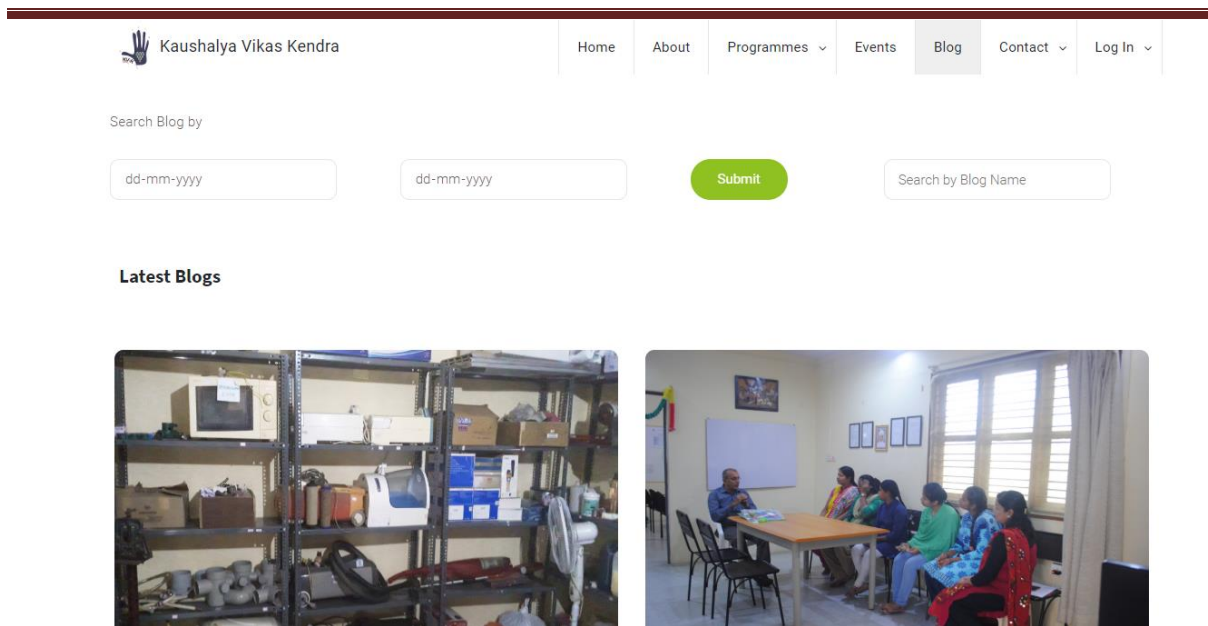 Kaushalya Vikas Kendra Home About Programmes Events Blog Contact Log In
Search Blog by
dd-mm-yyyy dd-mm-yyyy Submit Search by Blog Name
Latest Blogs